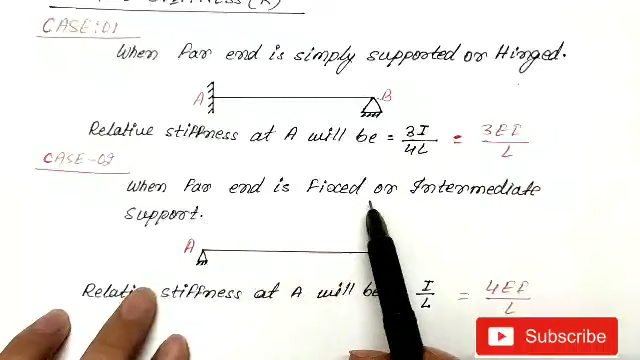 CASE:01
When far end is simply supported or Hinged.
A B
Relative stiffness at A will be = 3I/4L = 3EI/L
CASE-02
When far end is Fixed or Intermediate
support.
A
Relative stiffness at A will be I/L = 4EI/L
Subscribe